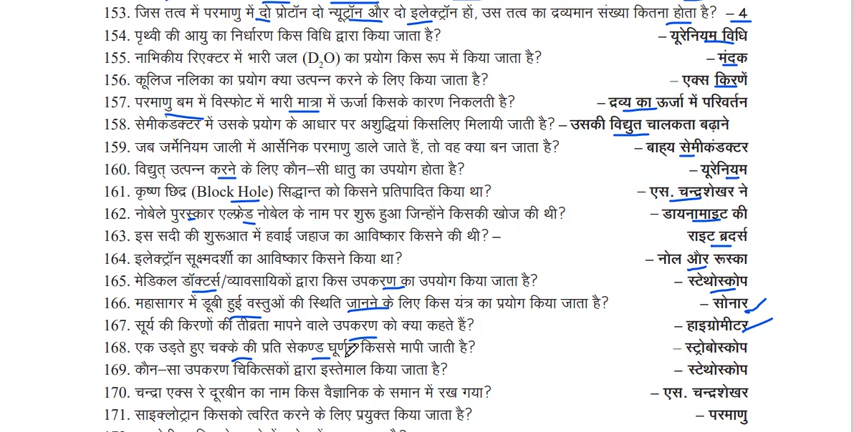 153. जिस तत्व में परमाणु में दो प्रोटॉन दो न्यूट्रॉन और दो इलेक्ट्रॉन हों, उस तत्व का द्रव्यमान संख्या कितना होता है? – 4
154. पृथ्वी की आयु का निर्धारण किस विधि द्वारा किया जाता है? – यूरेनियम विधि
155. नाभिकीय रिएक्टर में भारी जल (D₂O) का प्रयोग किस रूप में किया जाता है? – मंदक
156. कूलिज नलिका का प्रयोग क्या उत्पन्न करने के लिए किया जाता है? – एक्स किरणें
157. परमाणु बम में विस्फोट में भारी मात्रा में ऊर्जा किसके कारण निकलती है? – द्रव्य का ऊर्जा में परिवर्तन
158. सेमीकंडक्टर में उसके प्रयोग के आधार पर अशुद्धियां किसलिए मिलायी जाती है? – उसकी विद्युत चालकता बढ़ाने
159. जब जर्मेनियम जाली में आर्सेनिक परमाणु डाले जाते हैं, तो वह क्या बन जाता है? – बाह्य सेमीकंडक्टर
160. विद्युत् उत्पन्न करने के लिए कौन-सी धातु का उपयोग होता है? – यूरेनियम
161. कृष्ण छिद्र (Block Hole) सिद्धान्त को किसने प्रतिपादित किया था? – एस. चन्द्रशेखर ने
162. नोबेले पुरस्कार एल्फ्रेड नोबेल के नाम पर शुरू हुआ जिन्होंने किसकी खोज की थी? – डायनामाइट की
163. इस सदी की शुरूआत में हवाई जहाज का आविष्कार किसने की थी? – राइट ब्रदर्स
164. इलेक्ट्रॉन सूक्ष्मदर्शी का आविष्कार किसने किया था? – नोल और रूस्का
165. मेडिकल डॉक्टर्स/व्यावसायिकों द्वारा किस उपकरण का उपयोग किया जाता है? – स्टेथोस्कोप
166. महासागर में डूबी हुई वस्तुओं की स्थिति जानने के लिए किस यंत्र का प्रयोग किया जाता है? – सोनार
167. सूर्य की किरणों की तीव्रता मापने वाले उपकरण को क्या कहते हैं? – हाइग्रोमीटर
168. एक उड़ते हुए चक्के की प्रति सेकण्ड घूर्णन किससे मापी जाती है? – स्ट्रोबोस्कोप
169. कौन-सा उपकरण चिकित्सकों द्वारा इस्तेमाल किया जाता है? – स्टेथोस्कोप
170. चन्द्रा एक्स रे दूरबीन का नाम किस वैज्ञानिक के समान में रख गया? – एस. चन्द्रशेखर
171. साइक्लोट्रान किसको त्वरित करने के लिए प्रयुक्त किया जाता है? – परमाणु